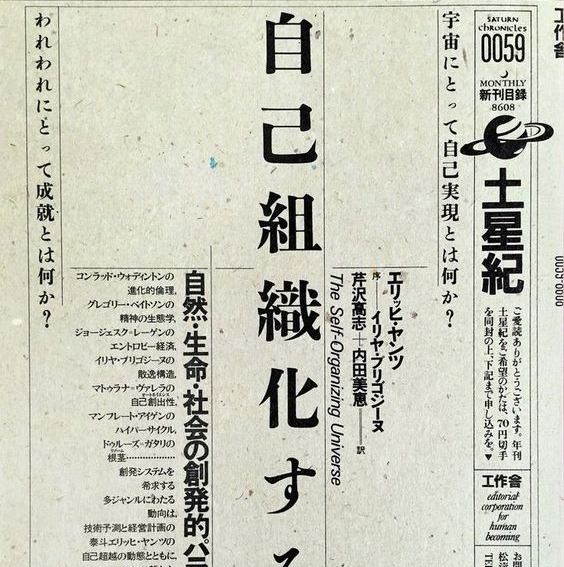 工作舎
SATURN
chronicles
0059
MONTHLY
新刊目録
8608
土星紀
ご愛読ありがとうございます。年刊
土星紀をご希望のかたは、70円切手
を同封の上、下記まで申し込みを。▼
工作舎
editorial
corporation
for
human
becoming
宇宙にとって自己実現とは何か?
エリッヒ・ヤンツ
序=イリヤ・プリゴジーヌ
芹沢高志+内田美恵=訳
The Self-Organizing Universe
自己組織化する
自然・生命・社会の創発的パラ
コンラッド・ウォディントンの
進化的倫理,
グレゴリー・ベイトソンの
精神の生態学,
ジョージェスク=レーゲンの
エントロピー経済,
イリヤ・プリゴジーヌの
散逸構造,
マトゥラナ=ヴァレラの
自己創出性,
オートポイエーシス
マンフレート・アイゲンの
ハイパーサイクル,
ドゥルーズ=ガタリの
根茎…………
リゾーム
創発システムを
希求する
多ジャンルにわたる
動向は,
技術予測と経営計画の
泰斗エリッヒ・ヤンツの
自己超越の動態とともに,
われわれにとって成就とは何か?